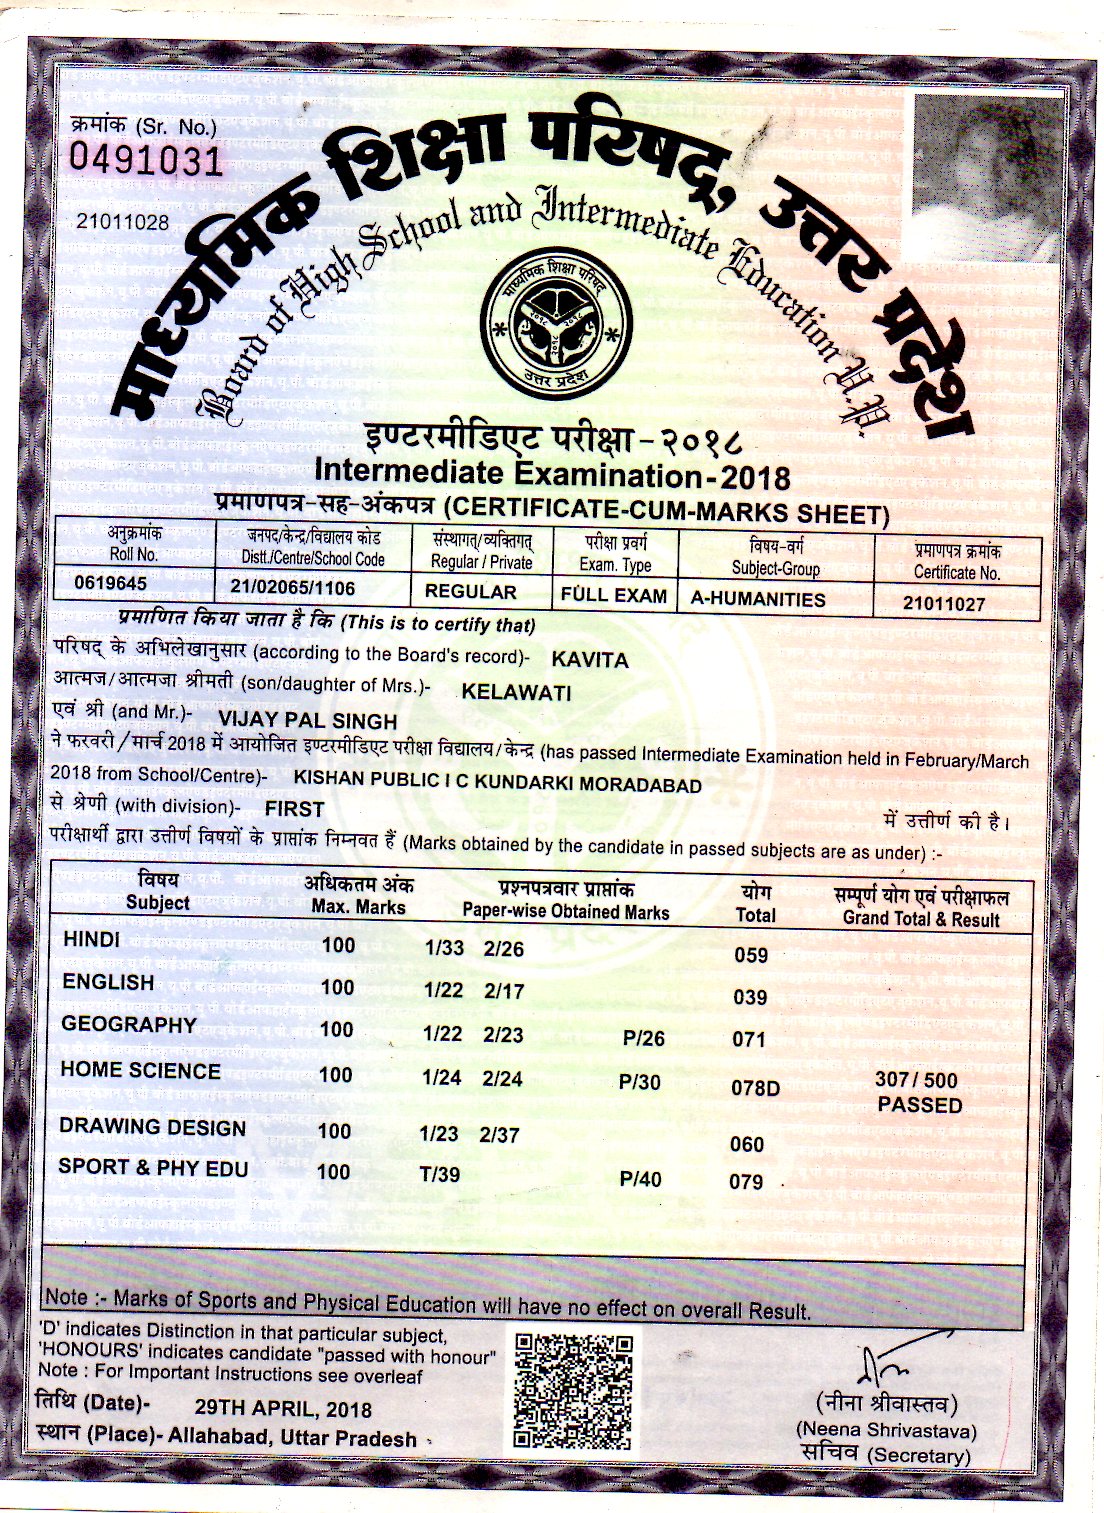 क्रमांक (Sr. No.)
0491031
21011028
माध्यमिक शिक्षा परिषद्, उत्तर प्रदेश
Board of High School and Intermediate Education U.P.
माध्यमिक शिक्षा परिषद्
२०१८ २०१८
२०१८
उत्तर प्रदेश
इण्टरमीडिएट परीक्षा-२०१८
Intermediate Examination-2018
प्रमाणपत्र-सह-अंकपत्र (CERTIFICATE-CUM-MARKS SHEET)
अनुक्रमांक जनपद/केन्द्र/विद्यालय कोड संस्थागत्/व्यक्तिगत् परीक्षा प्रवर्ग विषय-वर्ग प्रमाणपत्र क्रमांक
Roll No. Distt./Centre/School Code Regular / Private Exam. Type Subject-Group Certificate No.
0619645 21/02065/1106 REGULAR FULL EXAM A-HUMANITIES 21011027
प्रमाणित किया जाता है कि (This is to certify that)
परिषद् के अभिलेखानुसार (according to the Board's record)- KAVITA
आत्मज/आत्मजा श्रीमती (son/daughter of Mrs.)- KELAWATI
एवं श्री (and Mr.)- VIJAY PAL SINGH
ने फरवरी/मार्च 2018 में आयोजित इण्टरमीडिएट परीक्षा विद्यालय/केन्द्र (has passed Intermediate Examination held in February/March
2018 from School/Centre)- KISHAN PUBLIC I C KUNDARKI MORADABAD
से श्रेणी (with division)- FIRST में उत्तीर्ण की है।
परीक्षार्थी द्वारा उत्तीर्ण विषयों के प्राप्तांक निम्नवत हैं (Marks obtained by the candidate in passed subjects are as under) :-
विषय अधिकतम अंक प्रश्नपत्रवार प्राप्तांक योग सम्पूर्ण योग एवं परीक्षाफल
Subject Max. Marks Paper-wise Obtained Marks Total Grand Total & Result
HINDI 100 1/33 2/26 059
ENGLISH 100 1/22 2/17 039
GEOGRAPHY 100 1/22 2/23 P/26 071
HOME SCIENCE 100 1/24 2/24 P/30 078D 307/500
PASSED
DRAWING DESIGN 100 1/23 2/37 060
SPORT & PHY EDU 100 T/39 P/40 079
Note :- Marks of Sports and Physical Education will have no effect on overall Result.
'D' indicates Distinction in that particular subject,
'HONOURS' indicates candidate "passed with honour"
Note : For Important Instructions see overleaf
तिथि (Date)- 29TH APRIL, 2018
स्थान (Place)- Allahabad, Uttar Pradesh
(नीना श्रीवास्तव)
(Neena Shrivastava)
सचिव (Secretary)